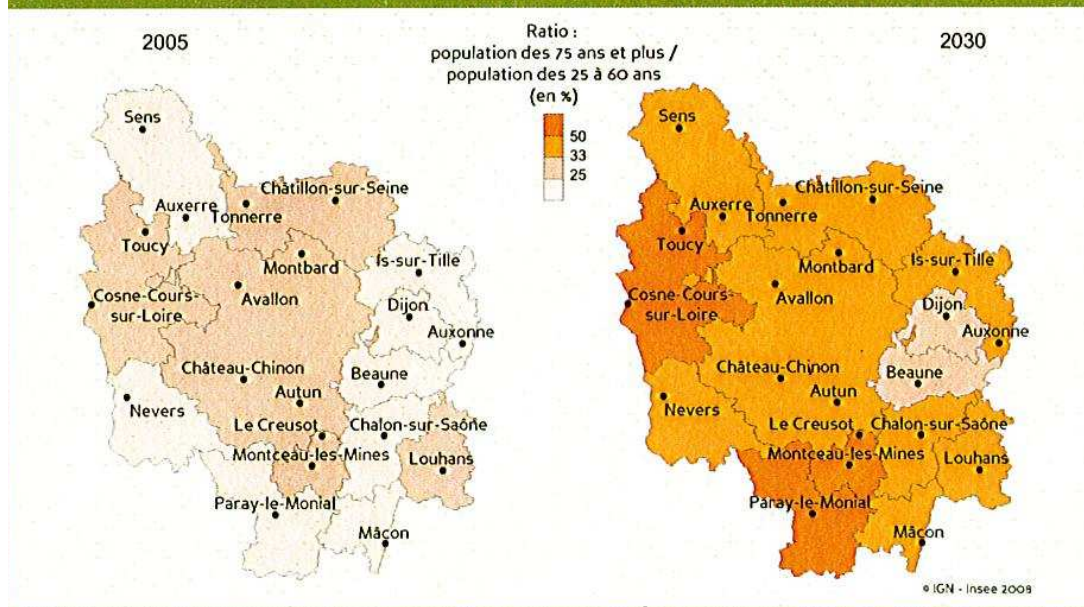 2005
Ratio :
population des 75 ans et plus /
population des 25 à 60 ans
(en %)
50
33
25
2030
Sens
Châtillon-sur-Seine
Auxerre
Tonnerre
Toucy
Montbard
Is-sur-Tille
Avallon
Cosne-Cours-
sur-Loire
Dijon
Auxonne
Château-Chinon
Beaune
Autun
Nevers
Le Creusot
Chalon-sur-Saône
Montceau-les-Mines
Louhans
Paray-le-Monial
Mâcon
Sens
Châtillon-sur-Seine
Auxerre
Tonnerre
Toucy
Montbard
Is-sur-Tille
Avallon
Cosne-Cours-
sur-Loire
Dijon
Auxonne
Château-Chinon
Beaune
Autun
Nevers
Le Creusot
Chalon-sur-Saône
Montceau-les-Mines
Louhans
Paray-le-Monial
Mâcon
© IGN - Insee 2008